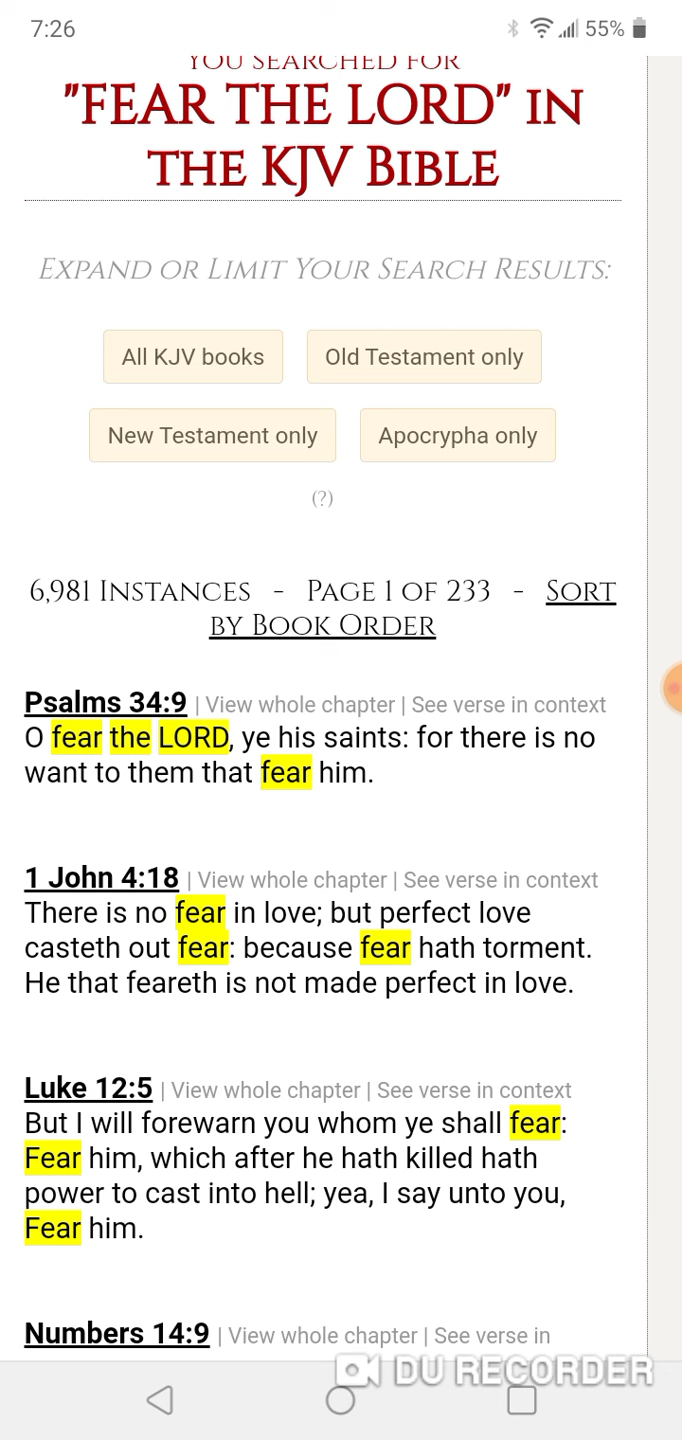 7:26 55%
YOU SEARCHED FOR
"FEAR THE LORD" IN
THE KJV BIBLE
EXPAND OR LIMIT YOUR SEARCH RESULTS:
All KJV books Old Testament only
New Testament only Apocrypha only
(?)
6,981 INSTANCES - PAGE 1 OF 233 - SORT
BY BOOK ORDER
Psalms 34:9 | View whole chapter | See verse in context
O fear the LORD, ye his saints: for there is no
want to them that fear him.
1 John 4:18 | View whole chapter | See verse in context
There is no fear in love; but perfect love
casteth out fear: because fear hath torment.
He that feareth is not made perfect in love.
Luke 12:5 | View whole chapter | See verse in context
But I will forewarn you whom ye shall fear:
Fear him, which after he hath killed hath
power to cast into hell; yea, I say unto you,
Fear him.
Numbers 14:9 | View whole chapter | See verse in
DU RECORDER